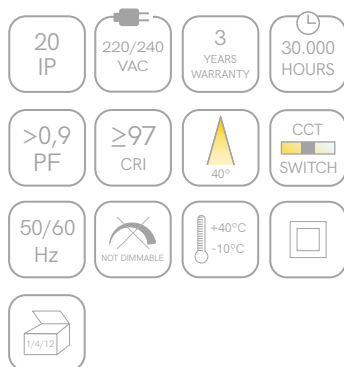 20
IP
220/240
VAC
3
YEARS
WARRANTY
30.000
HOURS
>0,9
PF
≥97
CRI
40°
CCT
SWITCH
50/60
Hz
NOT DIMMABLE
+40°C
-10°C
1/4/12